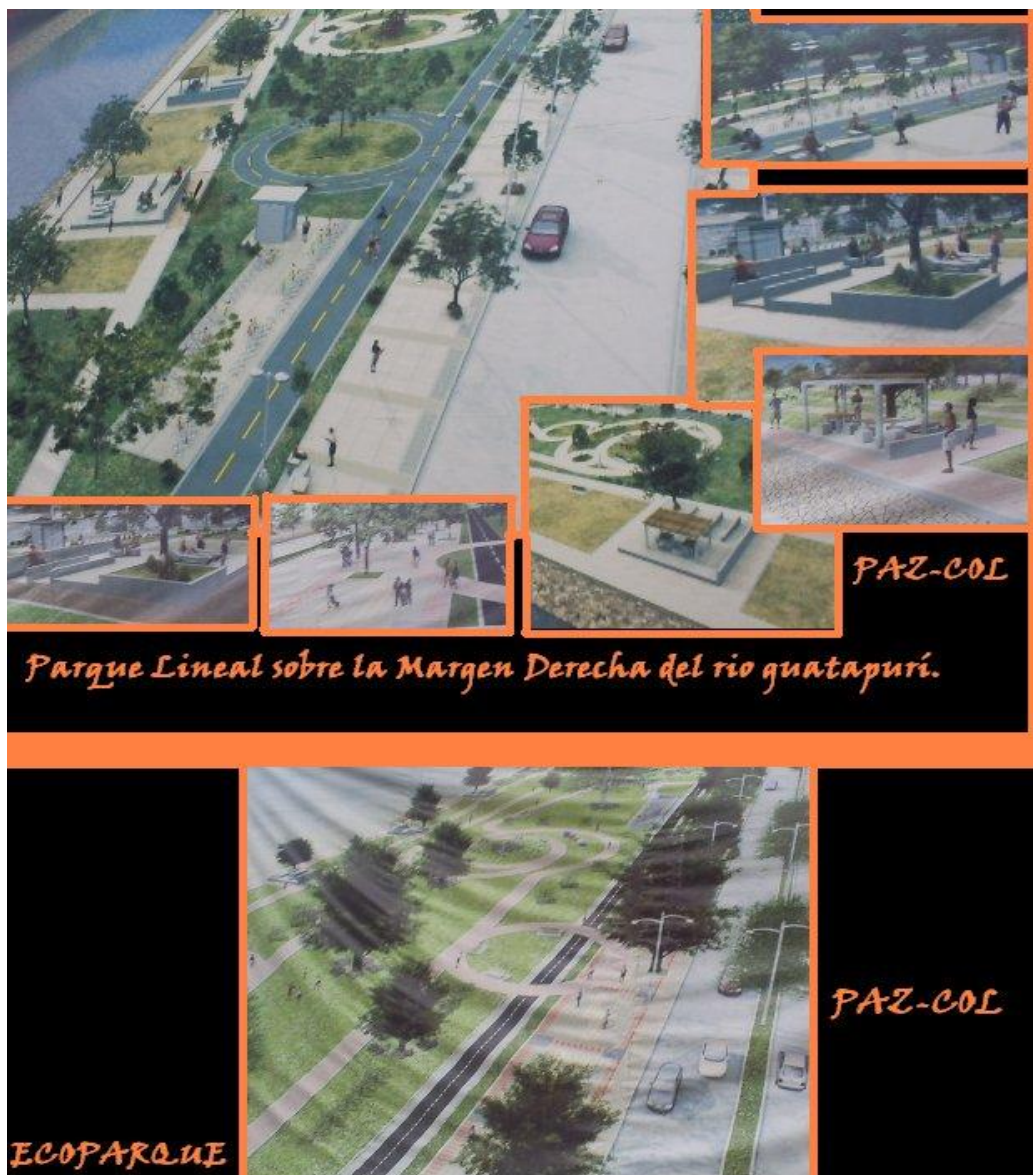 PAZ-COL
Parque Lineal sobre la Margen Derecha del rio guatapurí.
PAZ-COL
ECOPARQUE